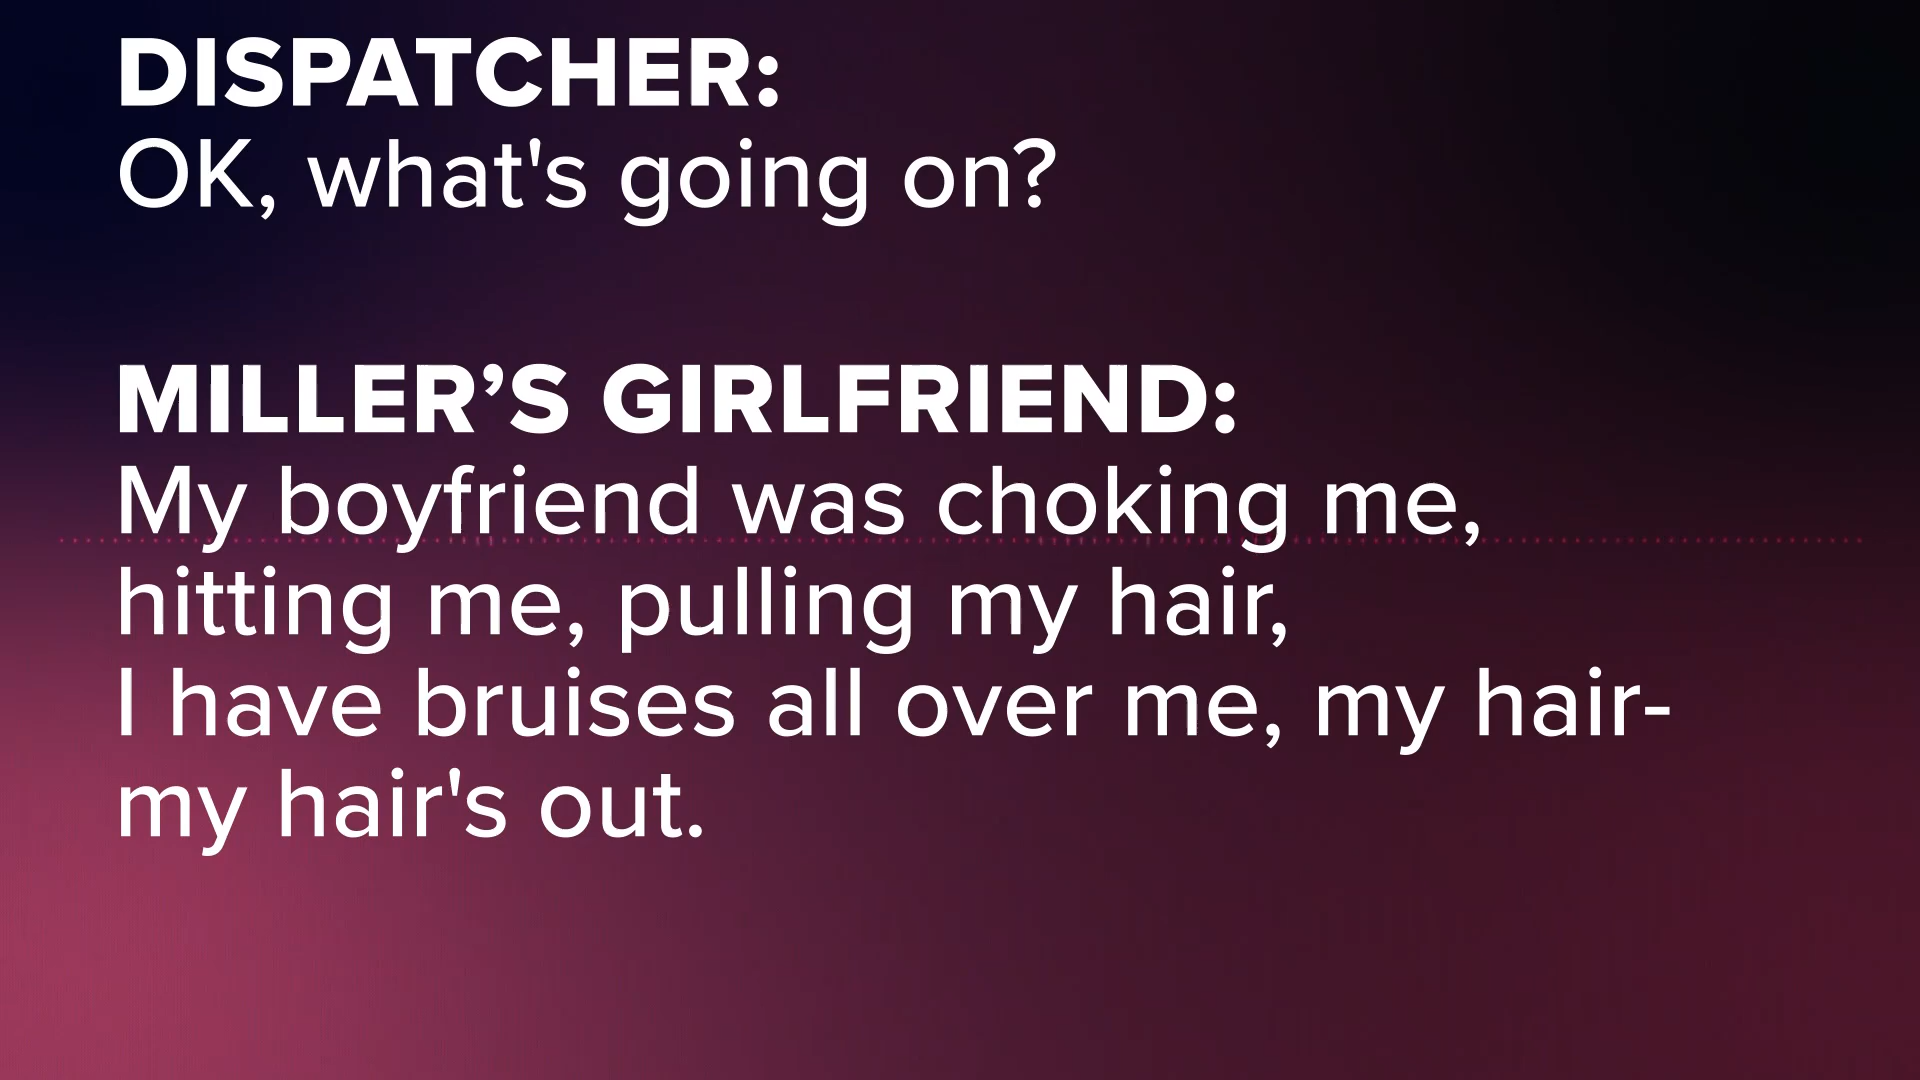 DISPATCHER:
OK, what's going on?
MILLER’S GIRLFRIEND:
My boyfriend was choking me,
hitting me, pulling my hair,
I have bruises all over me, my hair-
my hair's out.